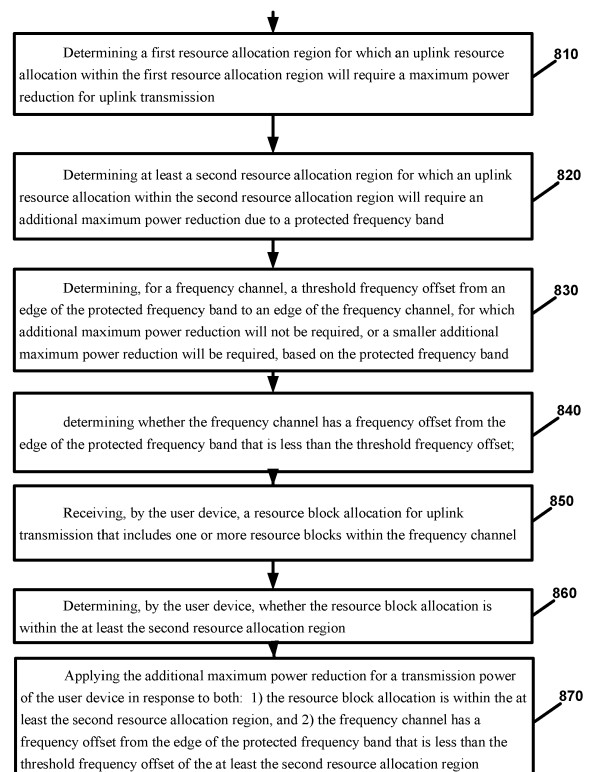 Determining a first resource allocation region for which an uplink resource
allocation within the first resource allocation region will require a maximum power
reduction for uplink transmission
810
Determining at least a second resource allocation region for which an uplink
resource allocation within the second resource allocation region will require an
additional maximum power reduction due to a protected frequency band
820
Determining, for a frequency channel, a threshold frequency offset from an
edge of the protected frequency band to an edge of the frequency channel, for which
additional maximum power reduction will not be required, or a smaller additional
maximum power reduction will be required, based on the protected frequency band
830
determining whether the frequency channel has a frequency offset from the
edge of the protected frequency band that is less than the threshold frequency offset;
840
Receiving, by the user device, a resource block allocation for uplink
transmission that includes one or more resource blocks within the frequency channel
850
Determining, by the user device, whether the resource block allocation is
within the at least the second resource allocation region
860
Applying the additional maximum power reduction for a transmission power
of the user device in response to both: 1) the resource block allocation is within the at
least the second resource allocation region, and 2) the frequency channel has a
frequency offset from the edge of the protected frequency band that is less than the
threshold frequency offset of the at least the second resource allocation region
870